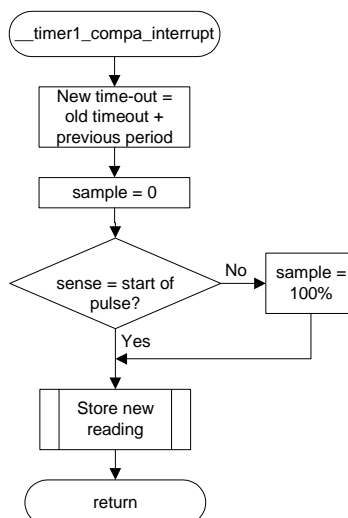 __timer1_compa_interrupt
New time-out =
old timeout +
previous period
sample = 0
sense = start of
pulse?
No
sample =
100%
Yes
Store new
reading
return